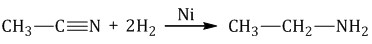 CH₃—C≡N + 2H₂ —Ni→ CH₃—CH₂—NH₂